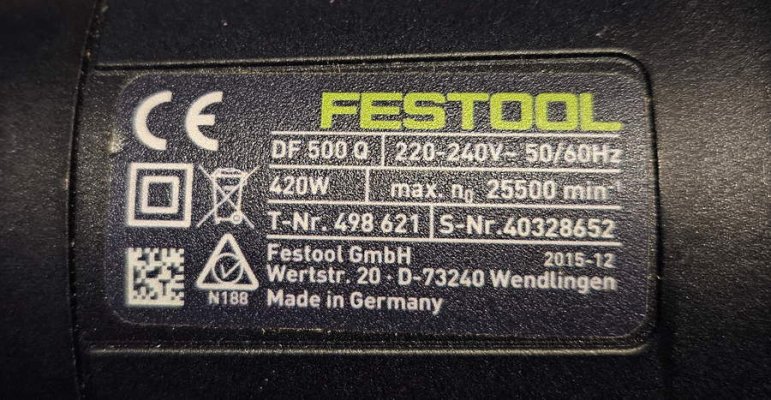 CE FESTOOL
DF 500 Q 220-240V~ 50/60Hz
420W max. n₀ 25500 min⁻¹
T-Nr. 498 621 S-Nr.40328652
Festool GmbH 2015-12
Wertstr. 20 · D-73240 Wendlingen
N188 Made in Germany